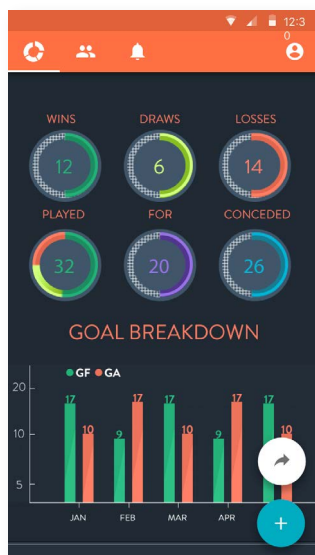 12:3
0
WINS DRAWS LOSSES
12 6 14
PLAYED FOR CONCEDED
32 20 26
GOAL BREAKDOWN
GF GA
20
17 17 17 17 17
10 10 9 10 9 10
5
JAN FEB MAR APR
+